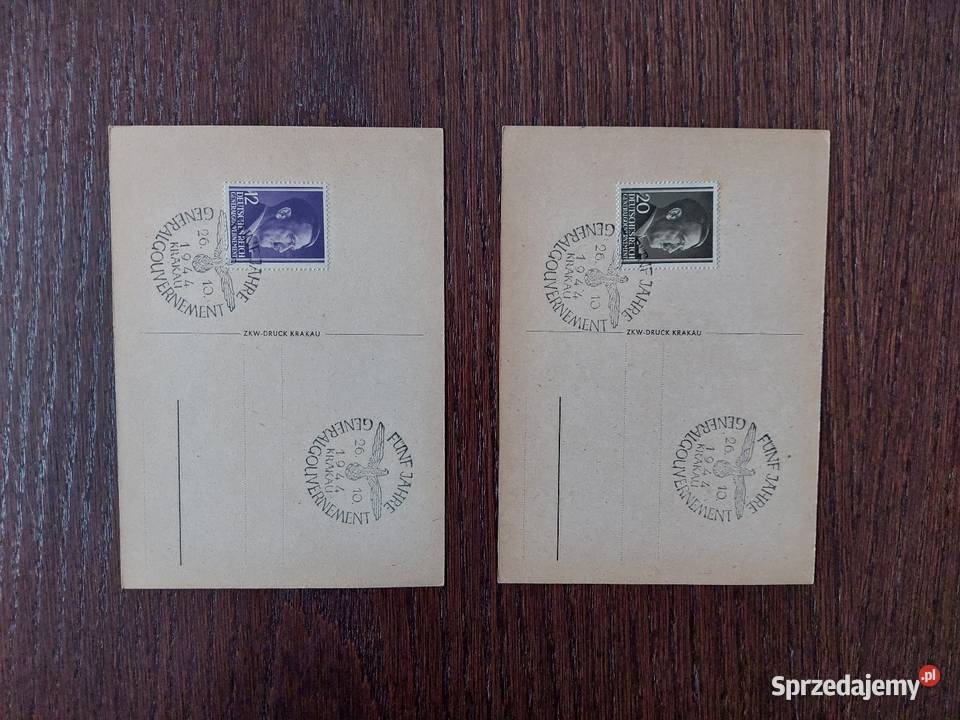 12
DEUTSCHES REICH
GENERALGOUVERNEMENT
JAHRE
GENERALGOUVERNEMENT
26. 10.
1944
KRAKAU
ZKW-DRUCK KRAKAU
FÜNF JAHRE
GENERALGOUVERNEMENT
26. 10.
1944
KRAKAU
20
DEUTSCHES REICH
GENERALGOUVERNEMENT
FÜNF JAHRE
GENERALGOUVERNEMENT
26. 10.
1944
KRAKAU
ZKW-DRUCK KRAKAU
FÜNF JAHRE
GENERALGOUVERNEMENT
26. 10.
1944
KRAKAU
Sprzedajemy.pl